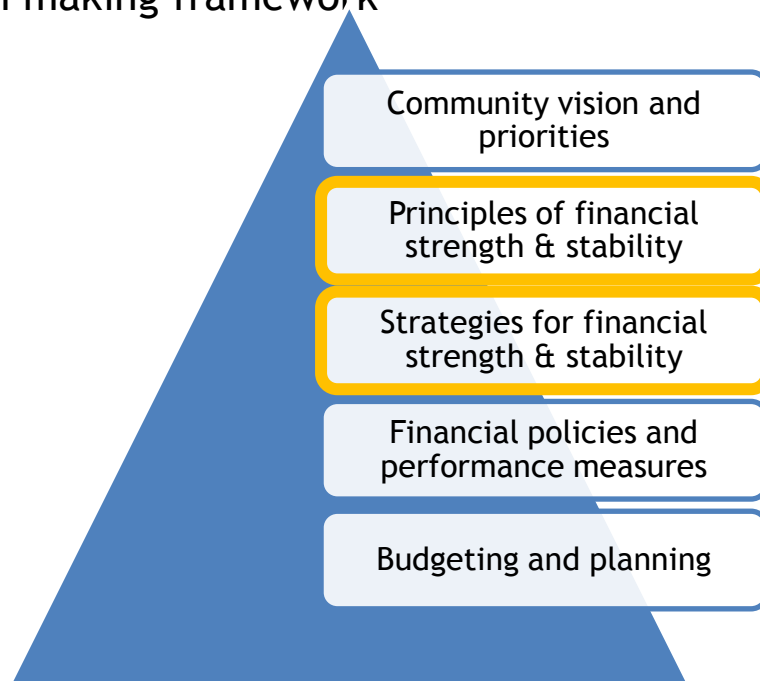 making framework
Community vision and
priorities
Principles of financial
strength & stability
Strategies for financial
strength & stability
Financial policies and
performance measures
Budgeting and planning